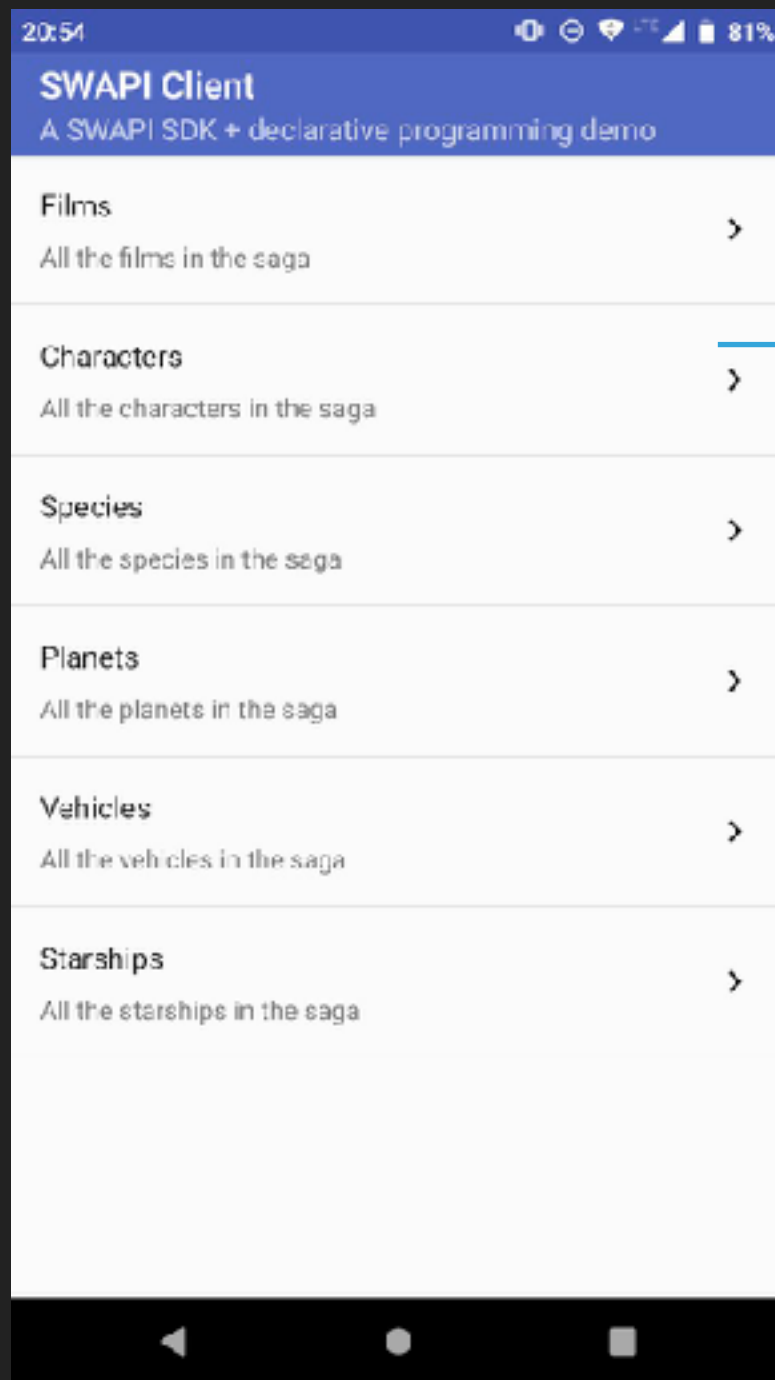 20:54 LTE 81%
SWAPI Client
A SWAPI SDK + declarative programming demo
Films
All the films in the saga
Characters
All the characters in the saga
Species
All the species in the saga
Planets
All the planets in the saga
Vehicles
All the vehicles in the saga
Starships
All the starships in the saga